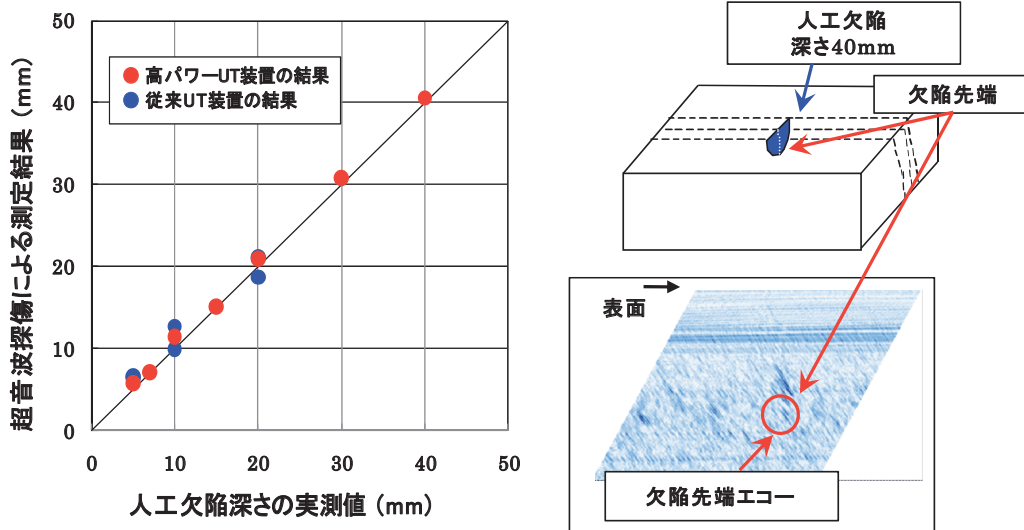 超音波探傷による測定結果 (mm)
50
40
30
20
10
0
高パワーUT装置の結果
従来UT装置の結果
0 10 20 30 40 50
人工欠陥深さの実測値 (mm)
人工欠陥
深さ40mm
欠陥先端
表面
欠陥先端エコー